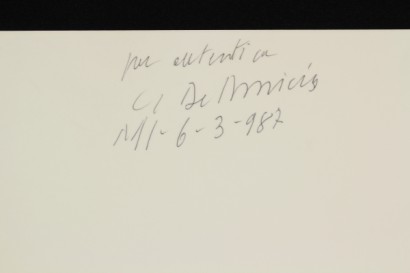 per autentica
C. De Amicis
MI-6-3-987